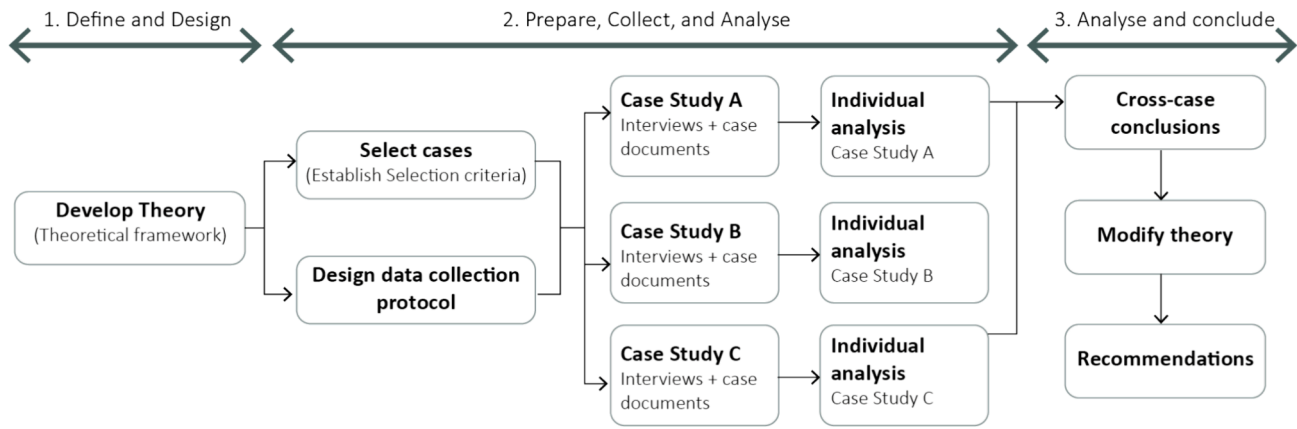 1. Define and Design
2. Prepare, Collect, and Analyse
3. Analyse and conclude
Develop Theory
(Theoretical framework)
Select cases
(Establish Selection criteria)
Design data collection
protocol
Case Study A
Interviews + case
documents
Individual
analysis
Case Study A
Case Study B
Interviews + case
documents
Individual
analysis
Case Study B
Case Study C
Interviews + case
documents
Individual
analysis
Case Study C
Cross-case
conclusions
Modify theory
Recommendations